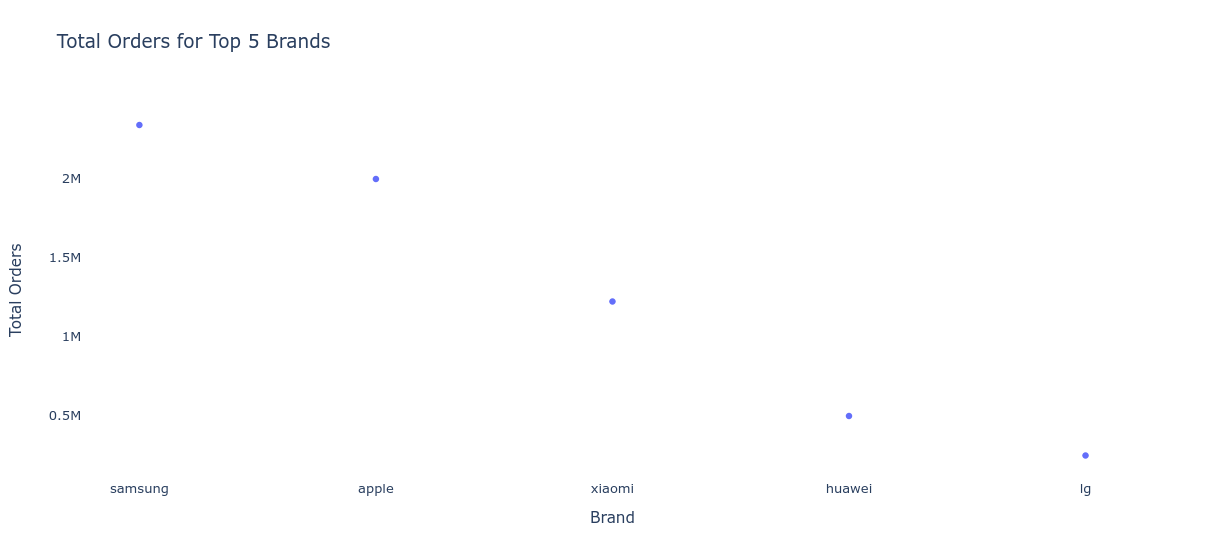 Total Orders for Top 5 Brands
Total Orders
2M
1.5M
1M
0.5M
samsung apple xiaomi huawei lg
Brand